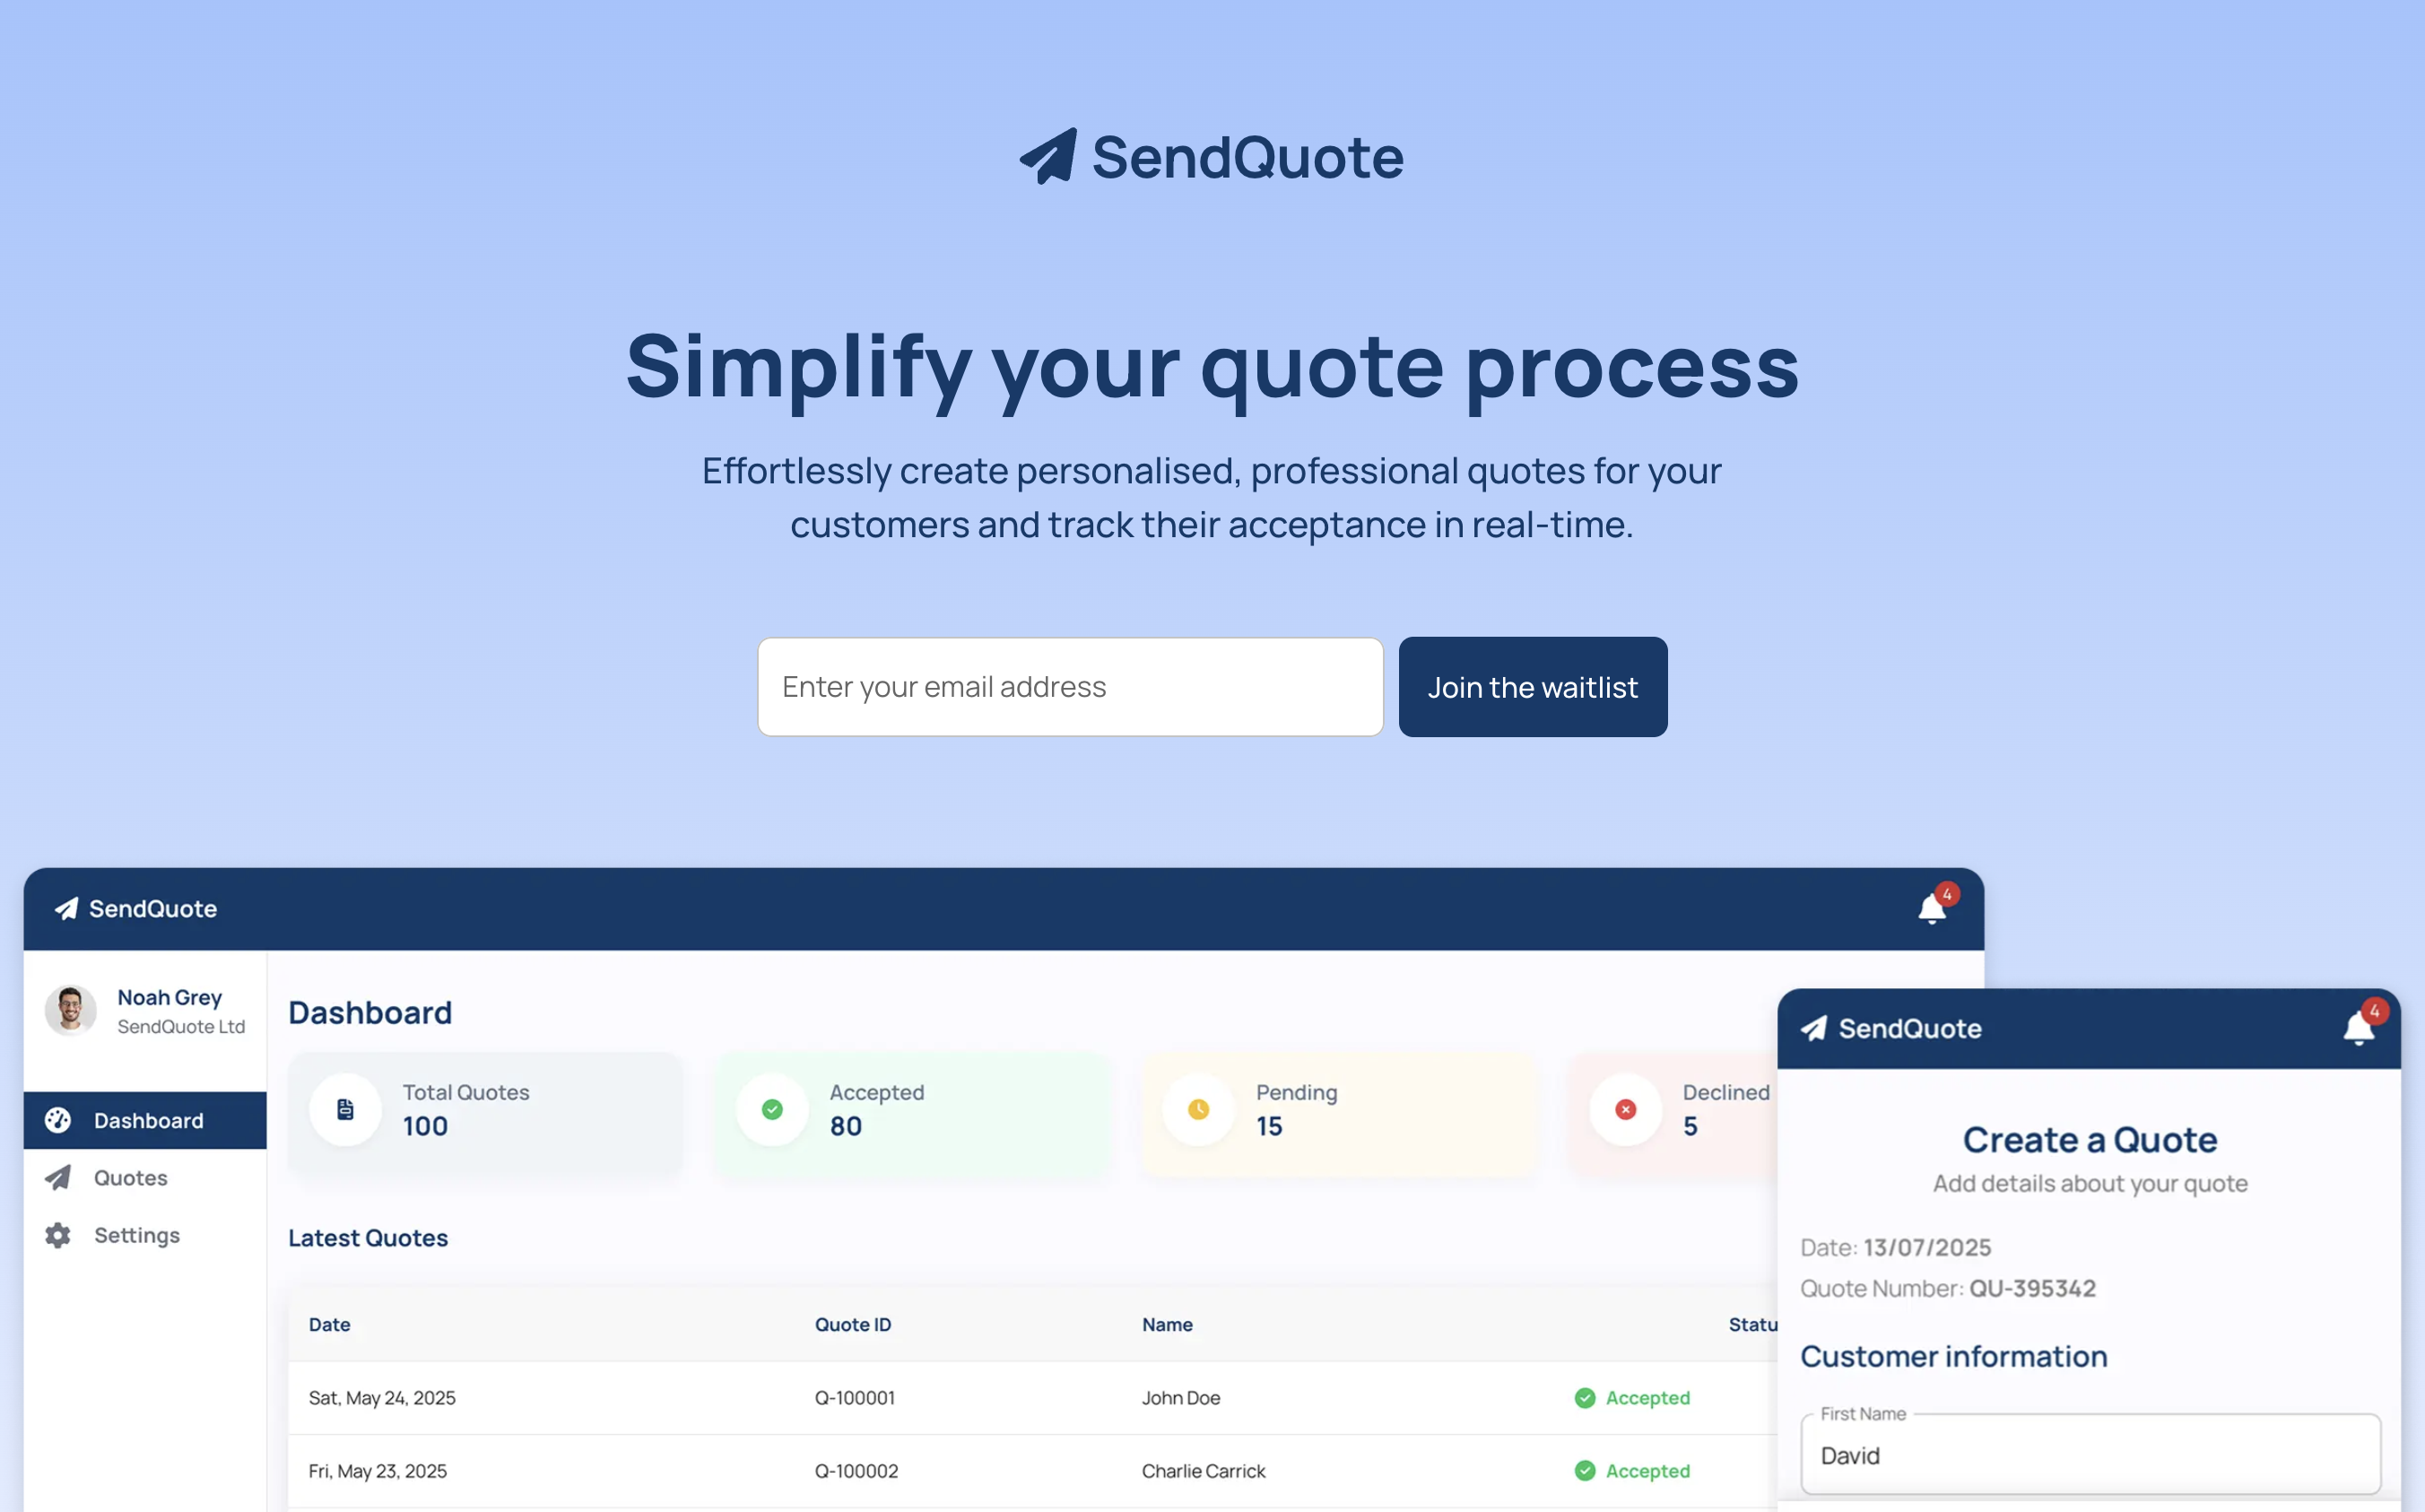 SendQuote
Simplify your quote process
Effortlessly create personalised, professional quotes for your
customers and track their acceptance in real-time.
Enter your email address
Join the waitlist
SendQuote
4
Noah Grey
SendQuote Ltd
Dashboard
Quotes
Settings
Dashboard
Total Quotes
100
Accepted
80
Pending
15
Declined
5
Latest Quotes
Date Quote ID Name Statu
Sat, May 24, 2025 Q-100001 John Doe Accepted
Fri, May 23, 2025 Q-100002 Charlie Carrick Accepted
SendQuote
4
Create a Quote
Add details about your quote
Date: 13/07/2025
Quote Number: QU-395342
Customer information
First Name
David